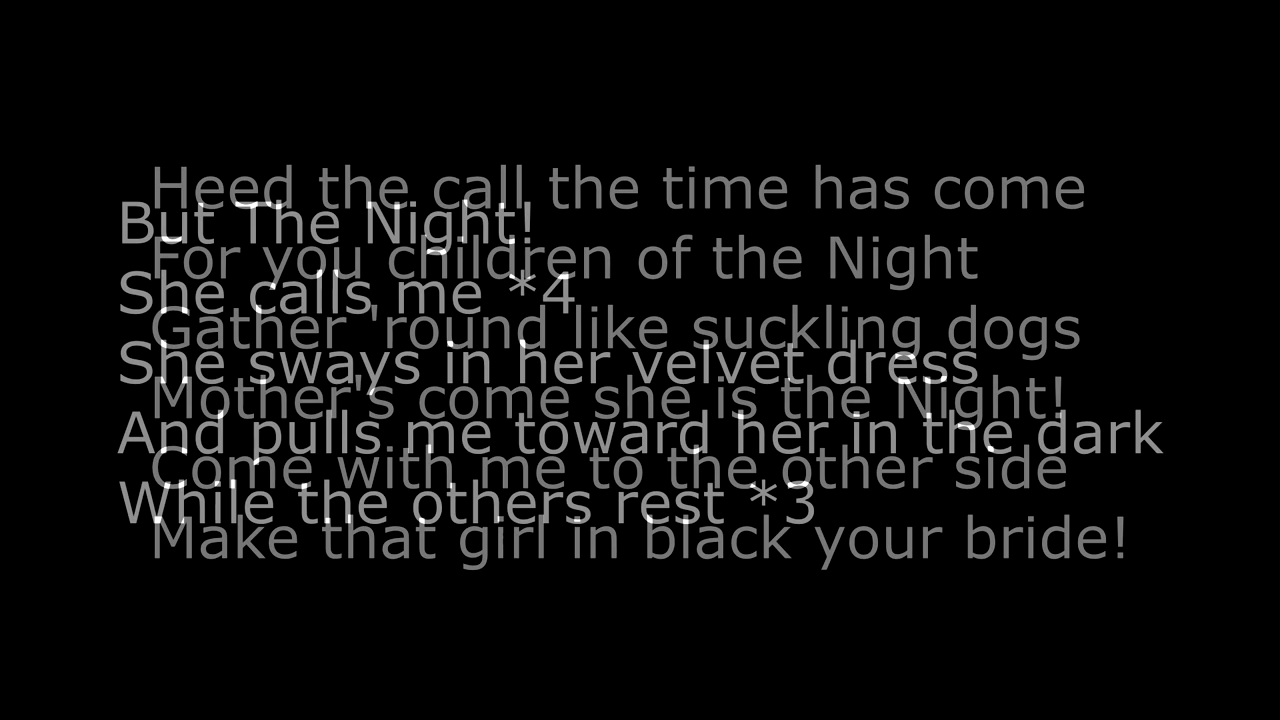 Heed the call the time has come
But The Night!
For you children of the Night
She calls me *4
Gather 'round like suckling dogs
She sways in her velvet dress
Mother's come she is the Night!
And pulls me toward her in the dark
Come with me to the other side
While the others rest *3
Make that girl in black your bride!